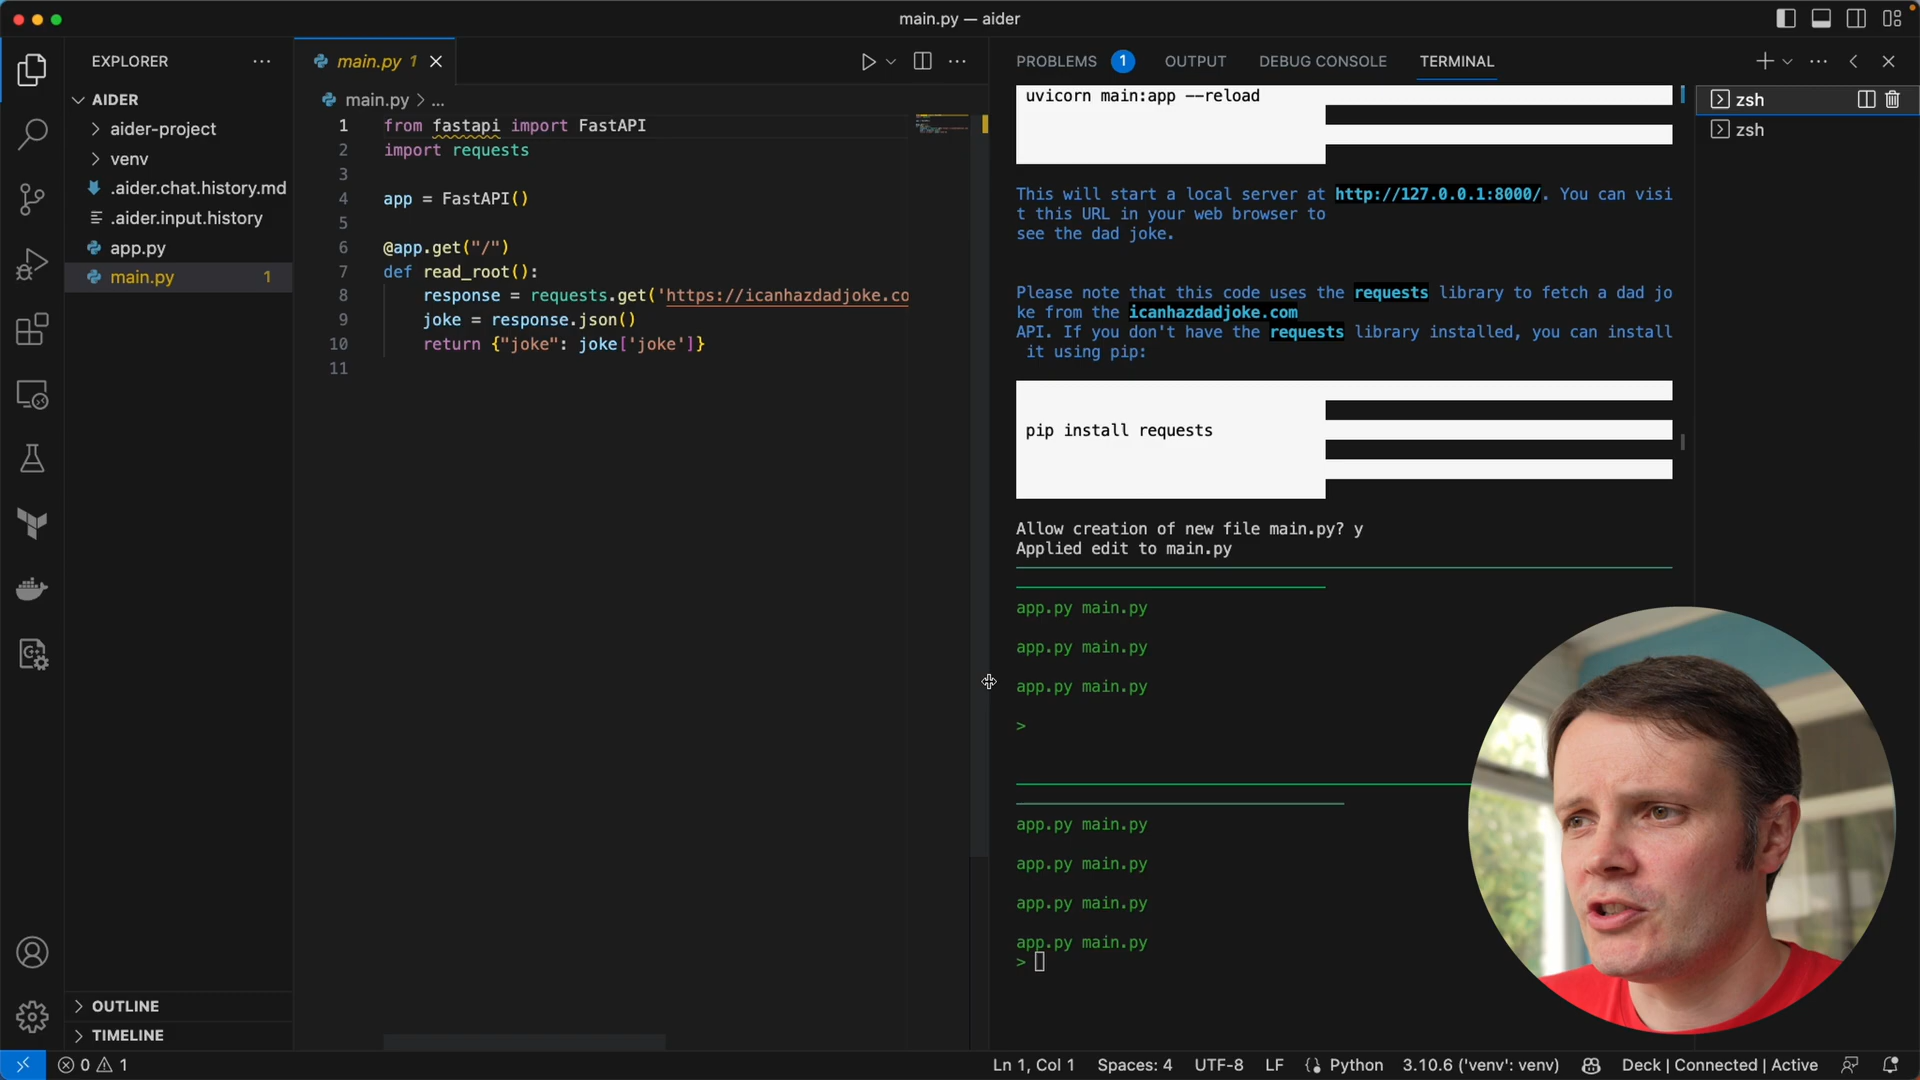 main.py — aider
EXPLORER
AIDER
aider-project
venv
.aider.chat.history.md
.aider.input.history
app.py
main.py 1
OUTLINE
TIMELINE
main.py 1
main.py > ...
1 from fastapi import FastAPI
2 import requests
3
4 app = FastAPI()
5
6 @app.get("/")
7 def read_root():
8 response = requests.get('https://icanhazdadjoke.co
9 joke = response.json()
10 return {"joke": joke['joke']}
11
PROBLEMS 1 OUTPUT DEBUG CONSOLE TERMINAL
zsh
zsh
uvicorn main:app --reload
This will start a local server at http://127.0.0.1:8000/. You can visi
t this URL in your web browser to
see the dad joke.
Please note that this code uses the requests library to fetch a dad jo
ke from the icanhazdadjoke.com
API. If you don't have the requests library installed, you can install
it using pip:
pip install requests
Allow creation of new file main.py? y
Applied edit to main.py
app.py main.py
app.py main.py
app.py main.py
>
app.py main.py
app.py main.py
app.py main.py
app.py main.py
>
0 1
Ln 1, Col 1 Spaces: 4 UTF-8 LF Python 3.10.6 ('venv': venv) Deck | Connected | Active